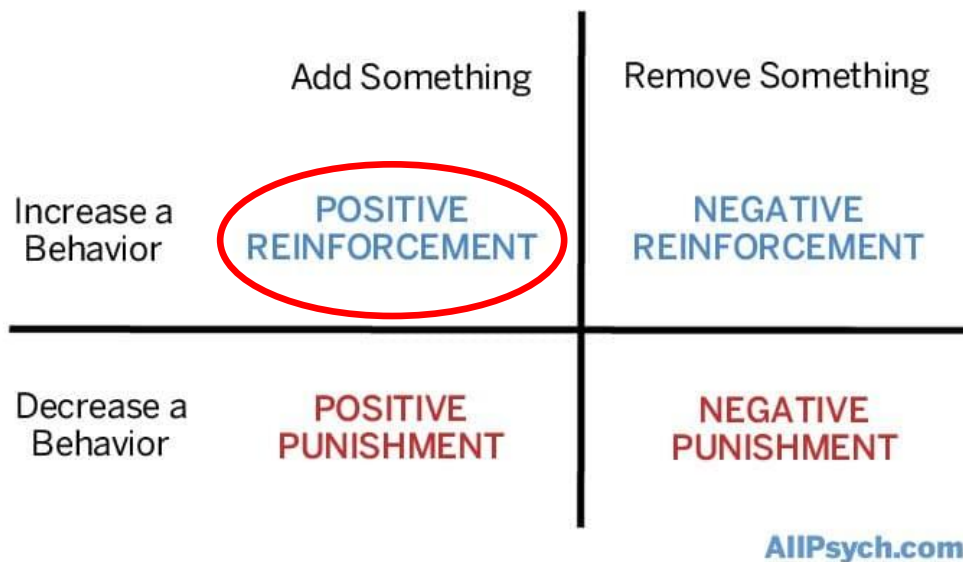 Add Something
Remove Something
Increase a
Behavior
POSITIVE
REINFORCEMENT
NEGATIVE
REINFORCEMENT
Decrease a
Behavior
POSITIVE
PUNISHMENT
NEGATIVE
PUNISHMENT
AllPsych.com